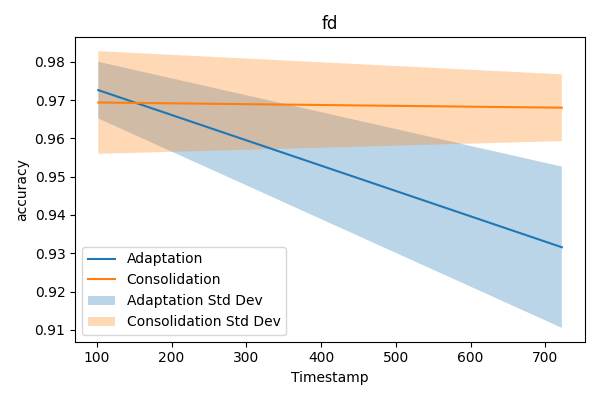 fd
0.98
0.97
0.96
0.95
0.94
0.93
0.92
0.91
accuracy
Adaptation
Consolidation
Adaptation Std Dev
Consolidation Std Dev
100 200 300 400 500 600 700
Timestamp